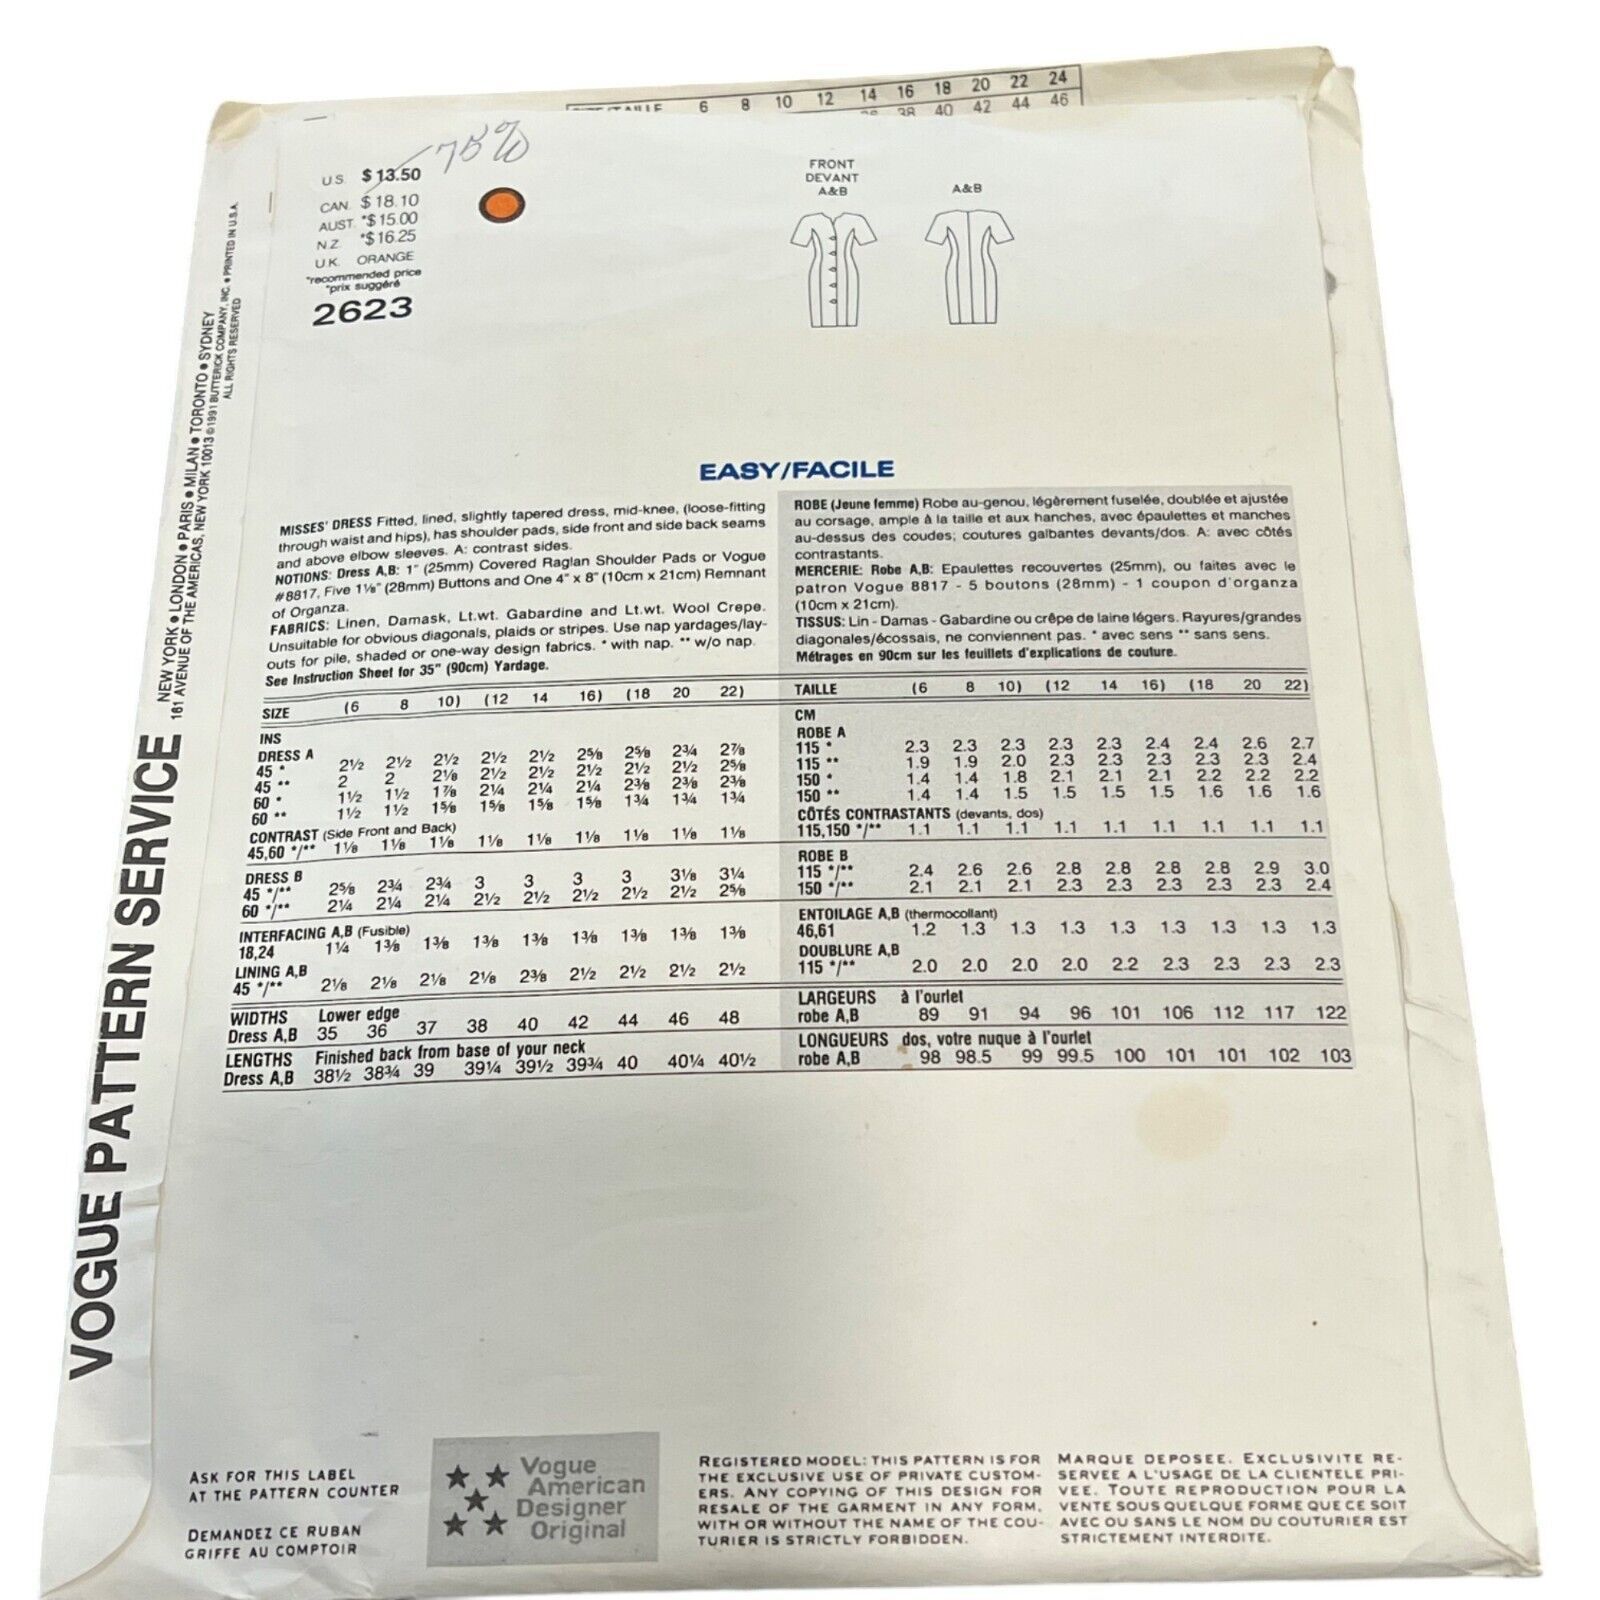 6 8 10 12 14 16 18 20 22 24
38 40 42 44 46
75%
U.S. $13.50
CAN. $18.10
AUST. *$15.00
N.Z. *$16.25
U.K. ORANGE
*recommended price
*prix suggéré
2623
FRONT
DEVANT
A&B
A&B
VOGUE PATTERN SERVICE
NEW YORK • LONDON • PARIS • MILAN • TORONTO • SYDNEY
161 AVENUE OF THE AMERICAS, NEW YORK 10013 ©1991 BUTTERICK COMPANY, INC. • PRINTED IN U.S.A.
ALL RIGHTS RESERVED
EASY/FACILE
MISSES' DRESS Fitted, lined, slightly tapered dress, mid-knee, (loose-fitting
through waist and hips), has shoulder pads, side front and side back seams
and above elbow sleeves. A: contrast sides.
NOTIONS: Dress A,B: 1" (25mm) Covered Raglan Shoulder Pads or Vogue
#8817, Five 1⅛" (28mm) Buttons and One 4" x 8" (10cm x 21cm) Remnant
of Organza.
FABRICS: Linen, Damask, Lt.wt. Gabardine and Lt.wt. Wool Crepe.
Unsuitable for obvious diagonals, plaids or stripes. Use nap yardages/lay-
outs for pile, shaded or one-way design fabrics. * with nap. ** w/o nap.
See Instruction Sheet for 35" (90cm) Yardage.
SIZE (6 8 10) (12 14 16) (18 20 22)
INS
DRESS A
45 * 2½ 2½ 2½ 2½ 2½ 2⅝ 2⅝ 2¾ 2⅞
45 ** 2 2 2⅛ 2½ 2½ 2½ 2½ 2½ 2⅝
60 * 1½ 1½ 1⅞ 2¼ 2¼ 2¼ 2⅜ 2⅜ 2⅜
60 ** 1½ 1½ 1⅝ 1⅝ 1⅝ 1⅝ 1¾ 1¾ 1¾
CONTRAST (Side Front and Back)
45,60 */** 1⅛ 1⅛ 1⅛ 1⅛ 1⅛ 1⅛ 1⅛ 1⅛ 1⅛
DRESS B
45 */** 2⅝ 2¾ 2¾ 3 3 3 3 3⅛ 3¼
60 */** 2¼ 2¼ 2¼ 2½ 2½ 2½ 2½ 2½ 2⅝
INTERFACING A,B (Fusible)
18,24 1¼ 1⅜ 1⅜ 1⅜ 1⅜ 1⅜ 1⅜ 1⅜ 1⅜
LINING A,B
45 */** 2⅛ 2⅛ 2⅛ 2⅛ 2⅜ 2½ 2½ 2½ 2½
WIDTHS Lower edge
Dress A,B 35 36 37 38 40 42 44 46 48
LENGTHS Finished back from base of your neck
Dress A,B 38½ 38¾ 39 39¼ 39½ 39¾ 40 40¼ 40½
ROBE (Jeune femme) Robe au-genou, légèrement fuselée, doublée et ajustée
au corsage, ample à la taille et aux hanches, avec épaulettes et manches
au-dessus des coudes; coutures galbantes devants/dos. A: avec côtés
contrastants.
MERCERIE: Robe A,B: Epaulettes recouvertes (25mm), ou faites avec le
patron Vogue 8817 - 5 boutons (28mm) - 1 coupon d'organza
(10cm x 21cm).
TISSUS: Lin - Damas - Gabardine ou crêpe de laine légers. Rayures/grandes
diagonales/écossais, ne conviennent pas. * avec sens ** sans sens.
Métrages en 90cm sur les feuillets d'explications de couture.
TAILLE (6 8 10) (12 14 16) (18 20 22)
CM
ROBE A
115 * 2.3 2.3 2.3 2.3 2.3 2.4 2.4 2.6 2.7
115 ** 1.9 1.9 2.0 2.3 2.3 2.3 2.3 2.3 2.4
150 * 1.4 1.4 1.8 2.1 2.1 2.1 2.2 2.2 2.2
150 ** 1.4 1.4 1.5 1.5 1.5 1.5 1.6 1.6 1.6
CÔTÉS CONTRASTANTS (devants, dos)
115,150 */** 1.1 1.1 1.1 1.1 1.1 1.1 1.1 1.1 1.1
ROBE B
115 */** 2.4 2.6 2.6 2.8 2.8 2.8 2.8 2.9 3.0
150 */** 2.1 2.1 2.1 2.3 2.3 2.3 2.3 2.3 2.4
ENTOILAGE A,B (thermocollant)
46,61 1.2 1.3 1.3 1.3 1.3 1.3 1.3 1.3 1.3
DOUBLURE A,B
115 */** 2.0 2.0 2.0 2.0 2.2 2.3 2.3 2.3 2.3
LARGEURS à l'ourlet
robe A,B 89 91 94 96 101 106 112 117 122
LONGUEURS dos, votre nuque à l'ourlet
robe A,B 98 98.5 99 99.5 100 101 101 102 103
ASK FOR THIS LABEL
AT THE PATTERN COUNTER
DEMANDEZ CE RUBAN
GRIFFE AU COMPTOIR
Vogue
American
Designer
Original
REGISTERED MODEL: THIS PATTERN IS FOR
THE EXCLUSIVE USE OF PRIVATE CUSTOM-
ERS. ANY COPYING OF THIS DESIGN FOR
RESALE OF THE GARMENT IN ANY FORM,
WITH OR WITHOUT THE NAME OF THE COU-
TURIER IS STRICTLY FORBIDDEN.
MARQUE DEPOSEE. EXCLUSIVITE RE-
SERVEE A L'USAGE DE LA CLIENTELE PRI-
VEE. TOUTE REPRODUCTION POUR LA
VENTE SOUS QUELQUE FORME QUE CE SOIT
AVEC OU SANS LE NOM DU COUTURIER EST
STRICTEMENT INTERDITE.